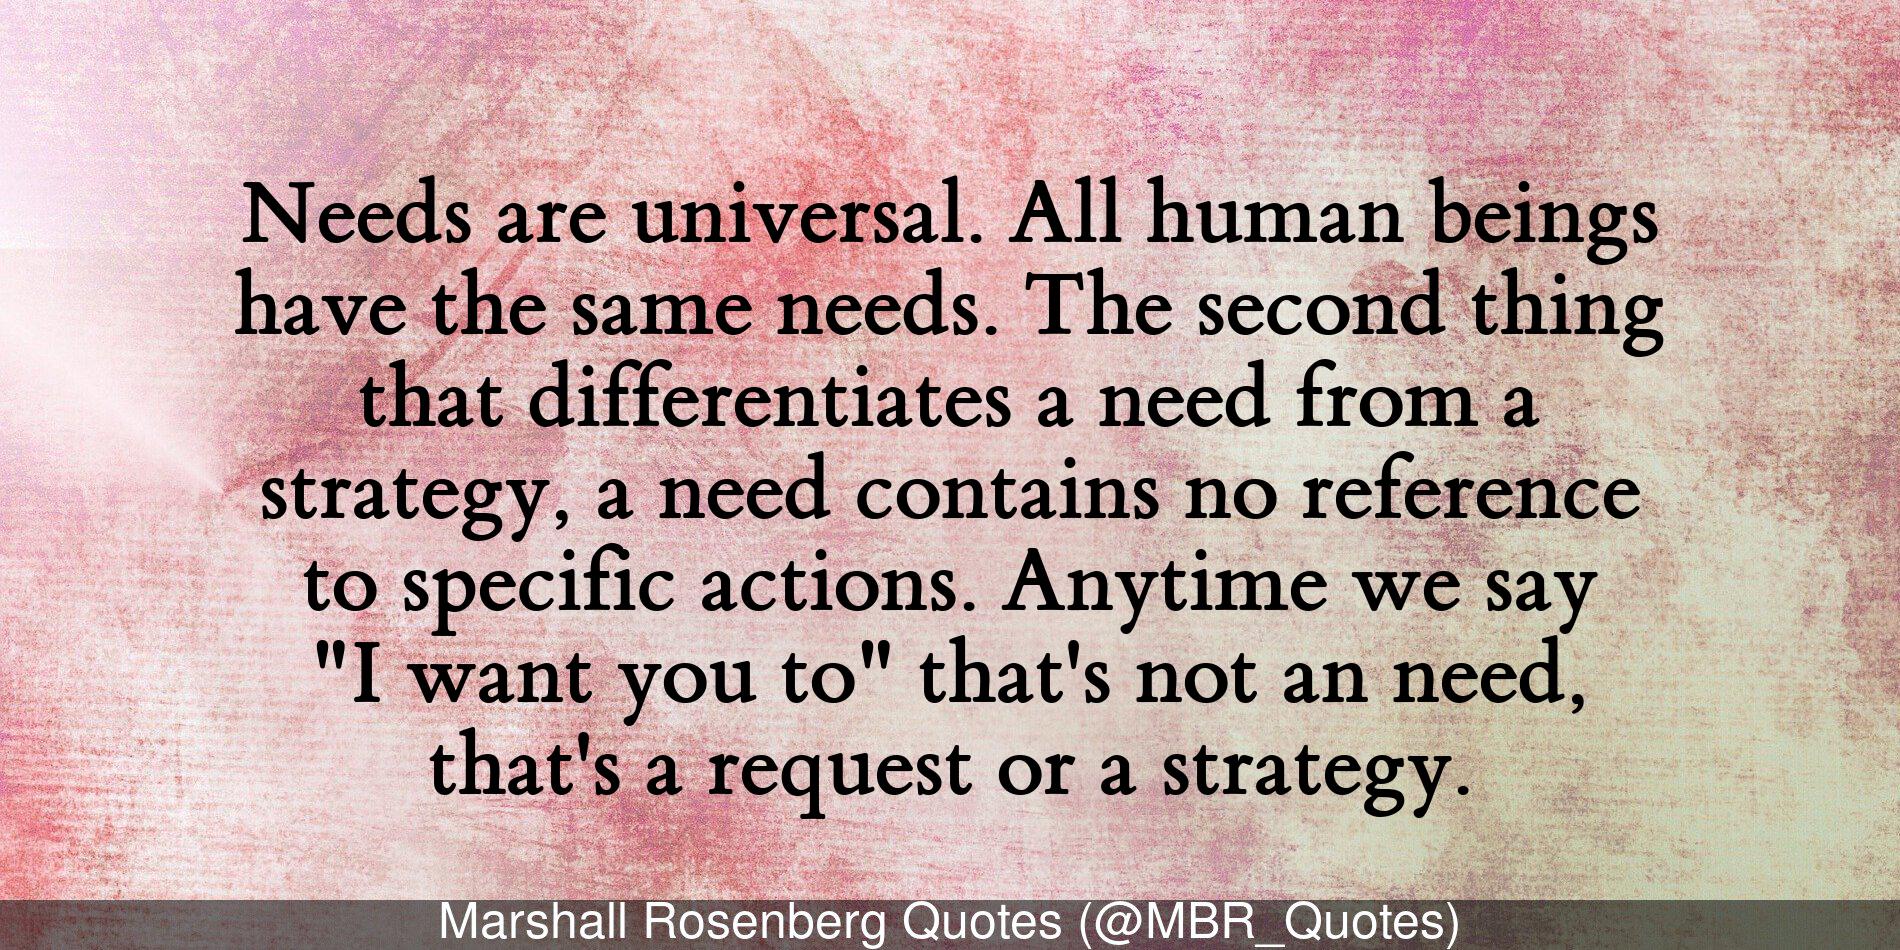 Needs are universal. All human beings
have the same needs. The second thing
that differentiates a need from a
strategy, a need contains no reference
to specific actions. Anytime we say
"I want you to" that's not an need,
that's a request or a strategy.
Marshall Rosenberg Quotes (@MBR_Quotes)